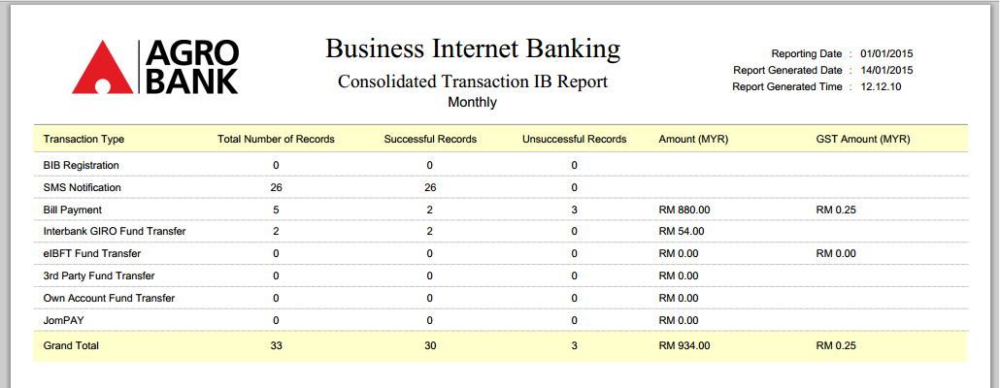 AGRO
BANK
Business Internet Banking
Consolidated Transaction IB Report
Monthly
Reporting Date : 01/01/2015
Report Generated Date : 14/01/2015
Report Generated Time : 12.12.10
Transaction Type Total Number of Records Successful Records Unsuccessful Records Amount (MYR) GST Amount (MYR)
BIB Registration 0 0 0
SMS Notification 26 26 0
Bill Payment 5 2 3 RM 880.00 RM 0.25
Interbank GIRO Fund Transfer 2 2 0 RM 54.00
eIBFT Fund Transfer 0 0 0 RM 0.00 RM 0.00
3rd Party Fund Transfer 0 0 0 RM 0.00
Own Account Fund Transfer 0 0 0 RM 0.00
JomPAY 0 0 0 RM 0.00
Grand Total 33 30 3 RM 934.00 RM 0.25